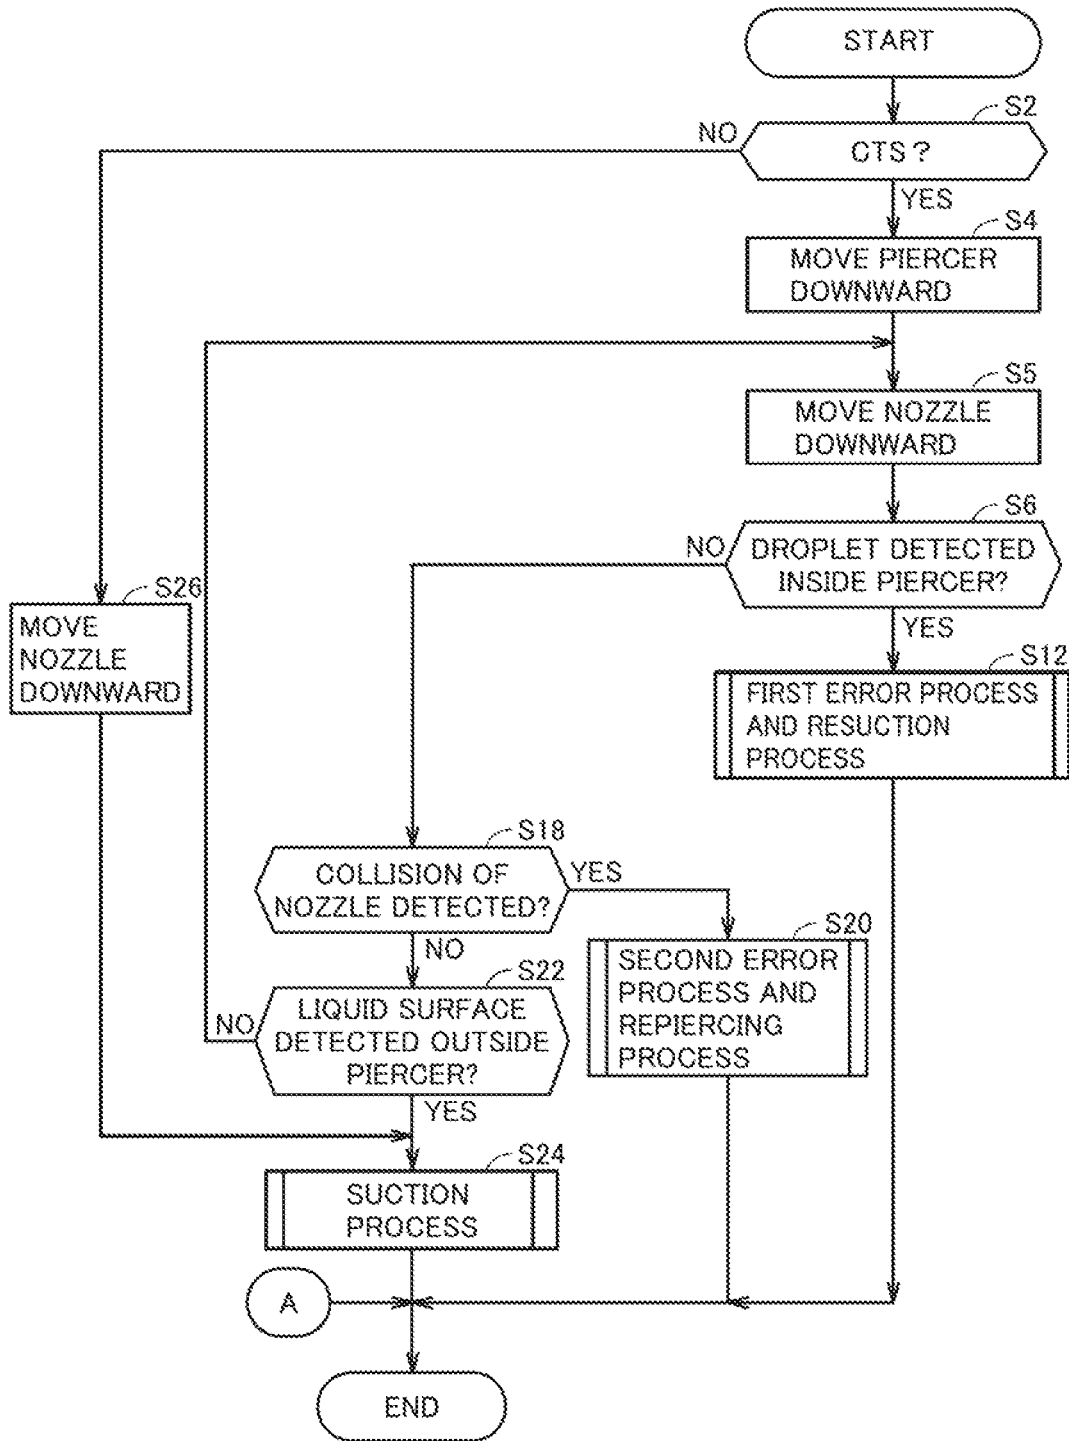 START
S2
NO
CTS?
YES
S4
MOVE PIERCER
DOWNWARD
S5
MOVE NOZZLE
DOWNWARD
S6
NO
DROPLET DETECTED
INSIDE PIERCER?
YES
S26
MOVE
NOZZLE
DOWNWARD
S12
FIRST ERROR PROCESS
AND RESUCTION
PROCESS
S18
COLLISION OF
NOZZLE DETECTED?
YES
NO
S20
SECOND ERROR
PROCESS AND
REPIERCING
PROCESS
S22
NO
LIQUID SURFACE
DETECTED OUTSIDE
PIERCER?
YES
S24
SUCTION
PROCESS
A
END